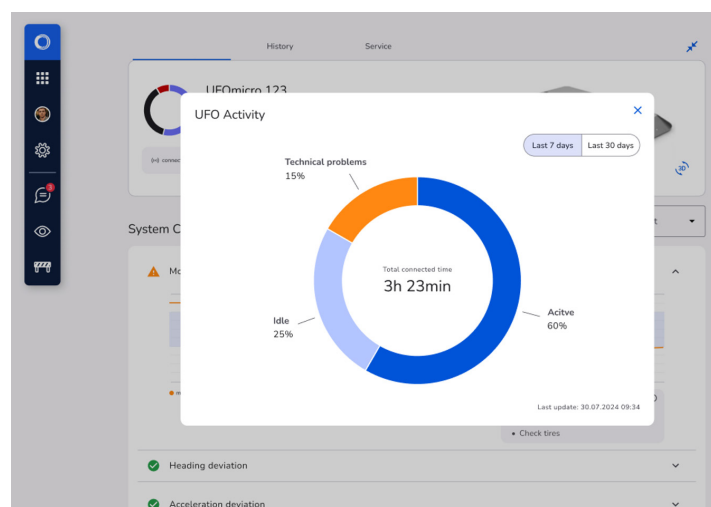 History
Service
UFOmicro 123
UFO Activity
Last 7 days
Last 30 days
3D
Technical problems
15%
3
System C
Total connected time
3h 23min
Idle
25%
Acitve
60%
Last update: 30.07.2024 09:34
Check tires
Heading deviation
Acceleration deviation